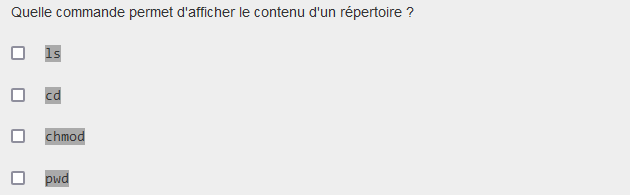 Quelle commande permet d'afficher le contenu d'un répertoire ?
ls
cd
chmod
pwd